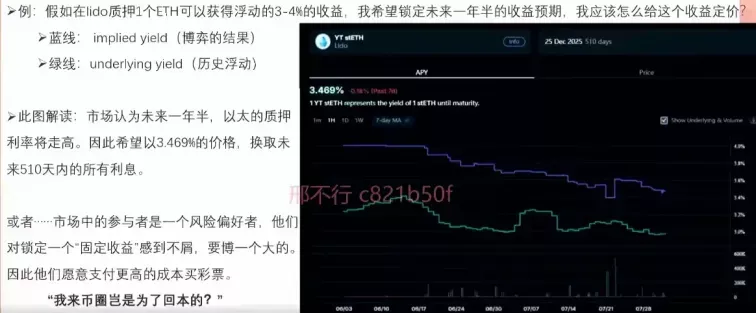 ➤例：假如在lido质押1个ETH可以获得浮动的3-4%的收益，我希望锁定未来一年半的收益预期，我应该怎么给这个收益定价？
➤蓝线：implied yield（博弈的结果）
➤绿线：underlying yield（历史浮动）
➤此图解读：市场认为未来一年半，以太的质押
利率将走高。因此希望以3.469%的价格，换取未
来510天内的所有利息。
或者……市场中的参与者是一个风险偏好者，他们
对锁定一个“固定收益”感到不屑，要博一个大的。
因此他们愿意支付更高的成本买彩票。
“我来币圈岂是为了回本的？”
YT stETH
Lido
Info
25 Dec 2025 510 days
APY
Price
3.469%
1 YT stETH represents the yield of 1 stETH until maturity.
1m 1H 1D 1W 7-day MA
Show Underlying & Volume
邢不行 c821b50f
800K
600K
400K
200K
0
06/03 06/10 06/17 06/24 07/01 07/07 07/14 07/21 07/28